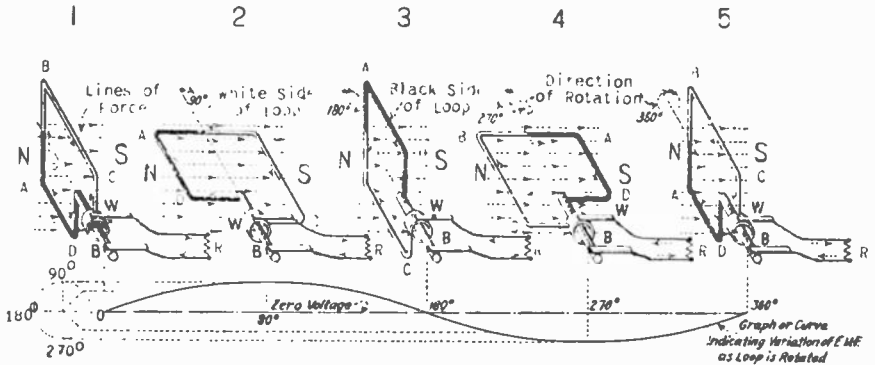 1 2 3 4 5
B A B
Lines of Force
White Side of Loop
90°
Black Side of Loop
180°
Direction of Rotation
270°
360°
A B A
N S N S N S N S N S
A C D C A C
D W B R
W B R
W B R
C
W B R
W B R
D
90°
180° 0 Zero Voltage 180° 270° 360°
90°
270°
Graph or Curve
Indicating Variation of E.M.F.
as Loop is Rotated